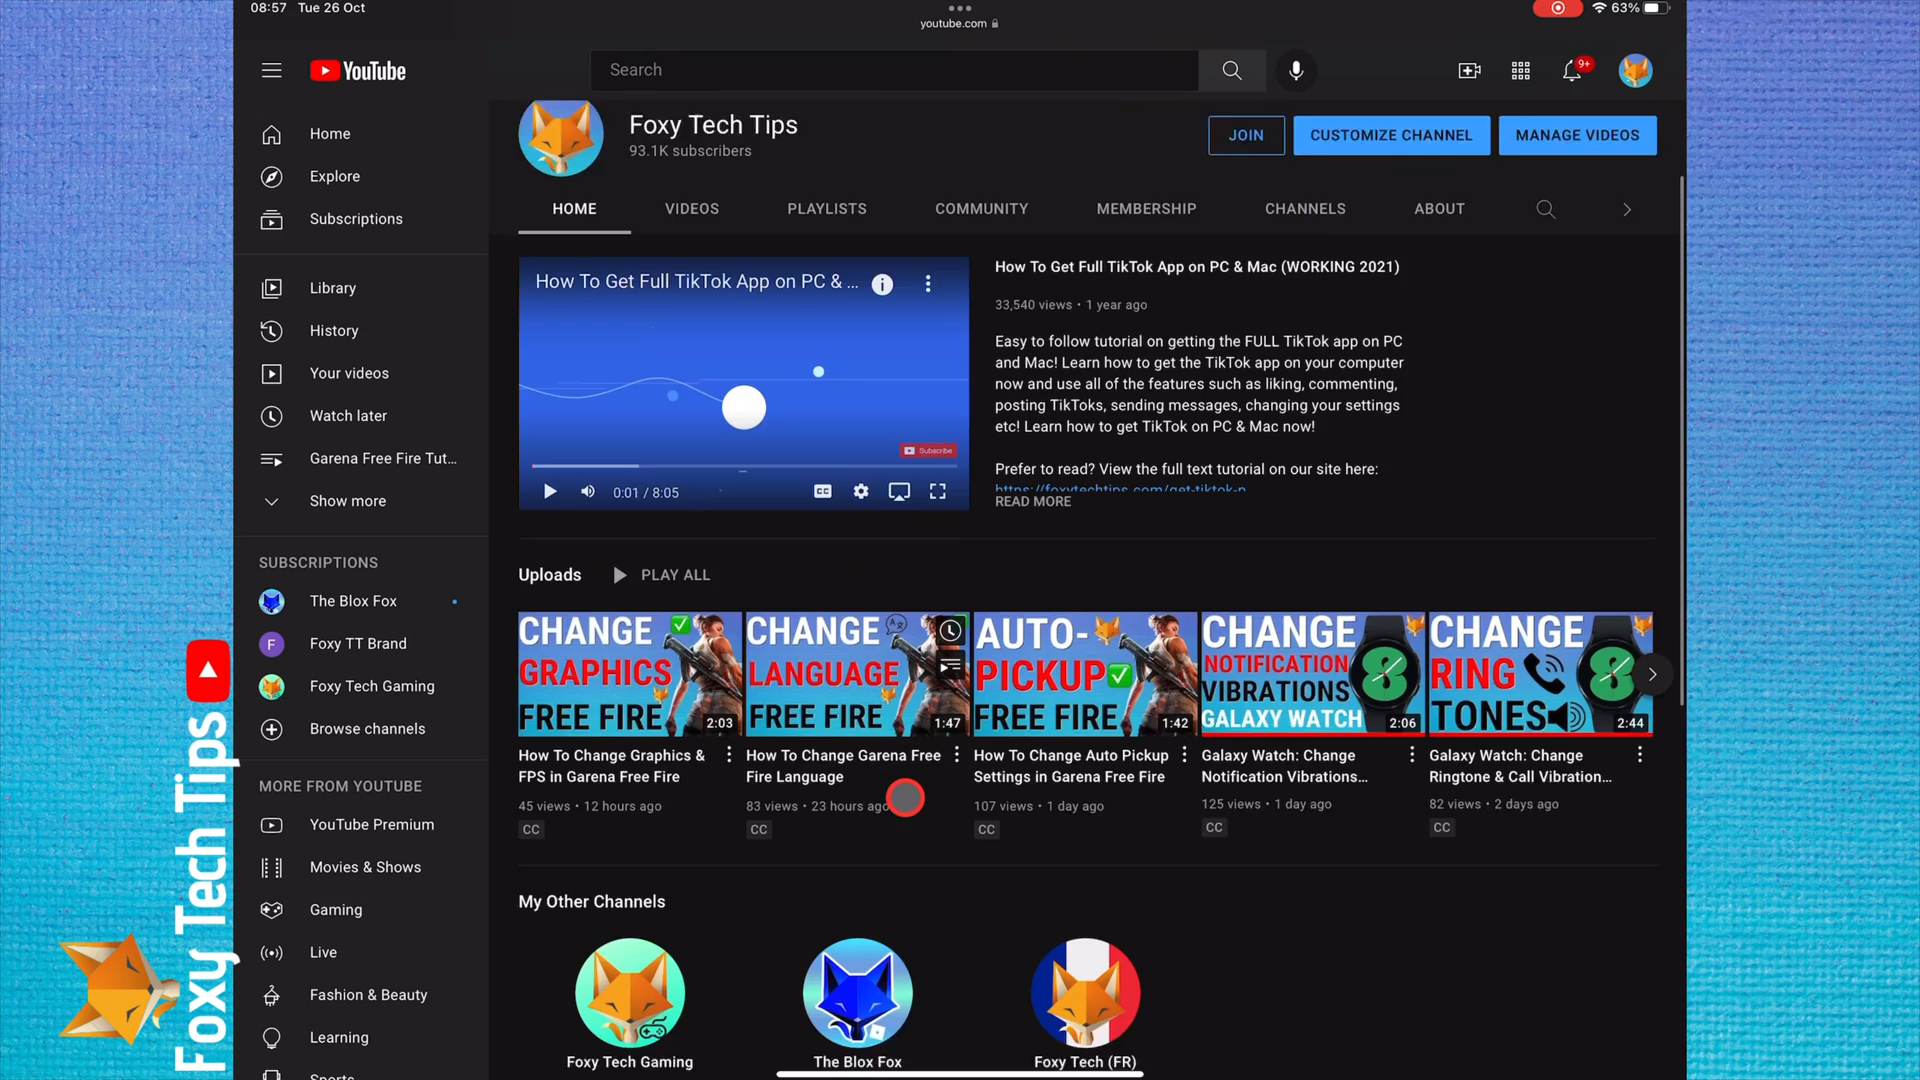 08:57 Tue 26 Oct
youtube.com
63%
YouTube
Search
9+
Home
Explore
Subscriptions
Library
History
Your videos
Watch later
Garena Free Fire Tut...
Show more
SUBSCRIPTIONS
The Blox Fox
F
Foxy TT Brand
Foxy Tech Gaming
Browse channels
MORE FROM YOUTUBE
YouTube Premium
Movies & Shows
Gaming
Live
Fashion & Beauty
Learning
Sports
Foxy Tech Tips
93.1K subscribers
JOIN
CUSTOMIZE CHANNEL
MANAGE VIDEOS
HOME
VIDEOS
PLAYLISTS
COMMUNITY
MEMBERSHIP
CHANNELS
ABOUT
How To Get Full TikTok App on PC & ...
Subscribe
0:01 / 8:05
CC
How To Get Full TikTok App on PC & Mac (WORKING 2021)
33,540 views • 1 year ago
Easy to follow tutorial on getting the FULL TikTok app on PC
and Mac! Learn how to get the TikTok app on your computer
now and use all of the features such as liking, commenting,
posting TikToks, sending messages, changing your settings
etc! Learn how to get TikTok on PC & Mac now!
Prefer to read? View the full text tutorial on our site here:
https://foxytechtips.com/get-tiktok-p
READ MORE
Uploads
PLAY ALL
CHANGE
GRAPHICS
FREE FIRE
2:03
How To Change Graphics &
FPS in Garena Free Fire
45 views • 12 hours ago
CC
CHANGE
LANGUAGE
FREE FIRE
1:47
How To Change Garena Free
Fire Language
83 views • 23 hours ago
CC
AUTO-
PICKUP
FREE FIRE
1:42
How To Change Auto Pickup
Settings in Garena Free Fire
107 views • 1 day ago
CC
CHANGE
NOTIFICATION
VIBRATIONS
GALAXY WATCH
2:06
Galaxy Watch: Change
Notification Vibrations...
125 views • 1 day ago
CC
CHANGE
RING
TONES
2:44
Galaxy Watch: Change
Ringtone & Call Vibration...
82 views • 2 days ago
CC
My Other Channels
Foxy Tech Gaming
The Blox Fox
Foxy Tech (FR)
Foxy Tech Tips